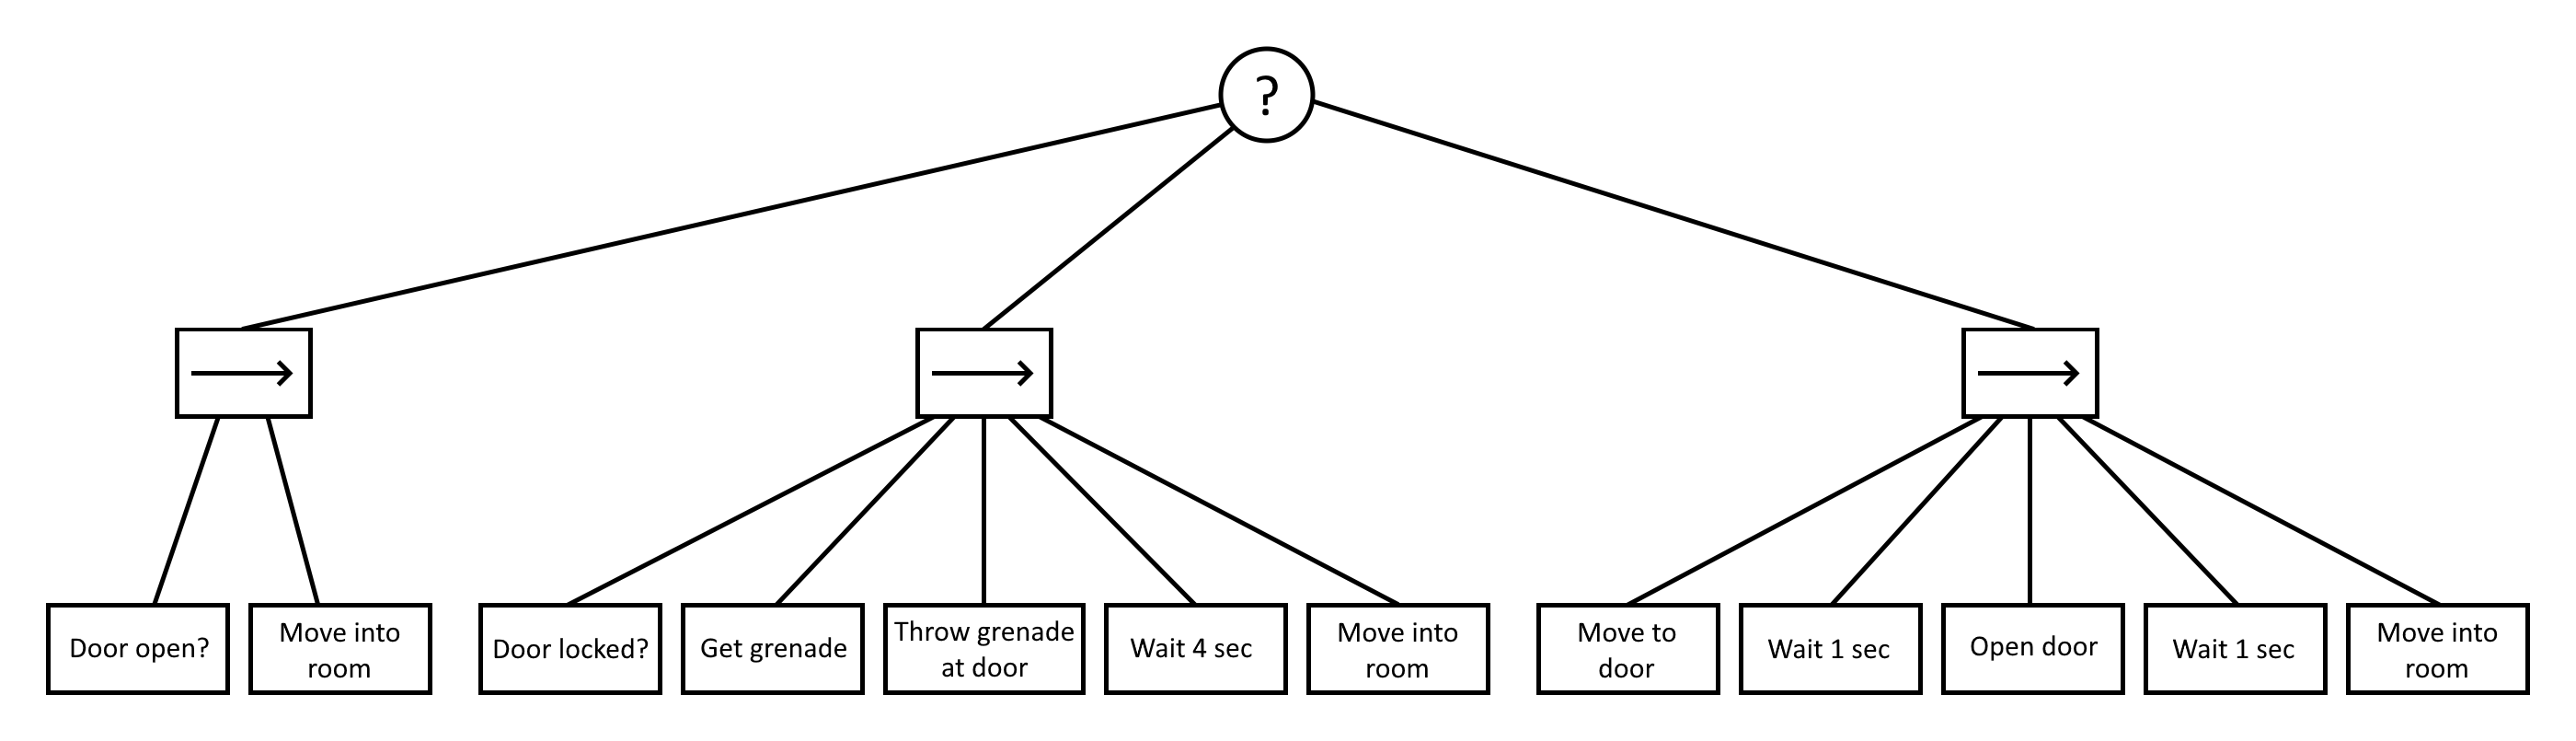 ?
Door open?
Move into
room
Door locked?
Get grenade
Throw grenade
at door
Wait 4 sec
Move into
room
Move to
door
Wait 1 sec
Open door
Wait 1 sec
Move into
room